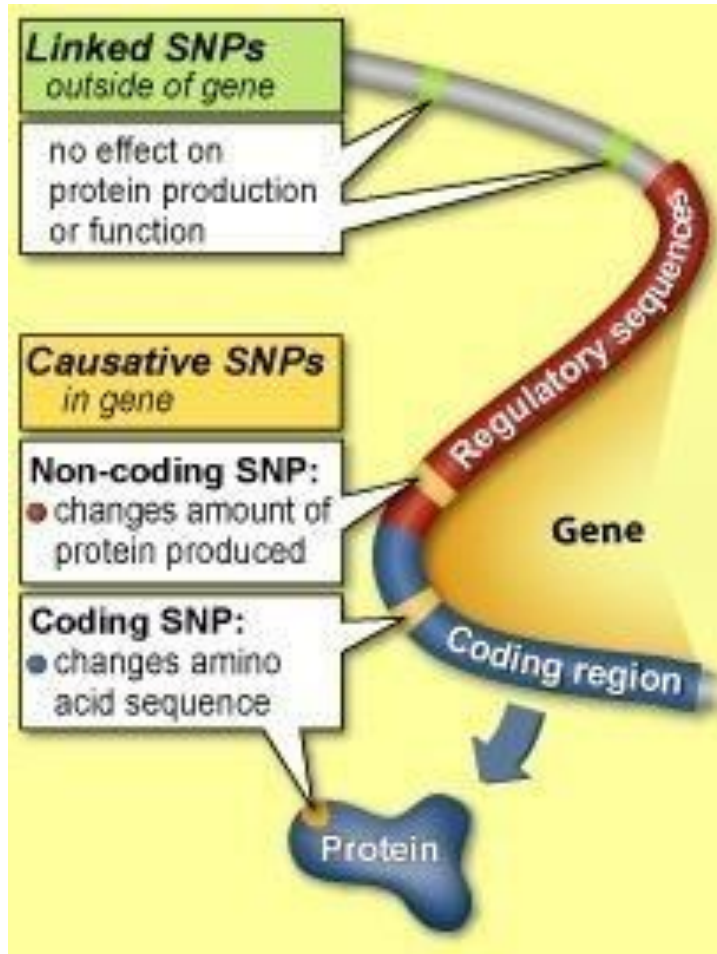 Linked SNPs
outside of gene
no effect on
protein production
or function
Regulatory sequences
Causative SNPs
in gene
Non-coding SNP:
changes amount of
protein produced
Gene
Coding SNP:
changes amino
acid sequence
Coding region
Protein